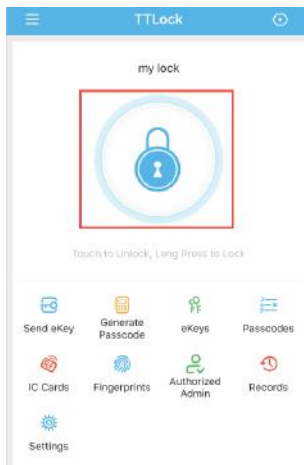 TTLock
my lock
Touch to Unlock, Long Press to Lock
Send eKey
Generate
Passcode
eKeys
Passcodes
IC Cards
Fingerprints
Authorized
Admin
Records
Settings